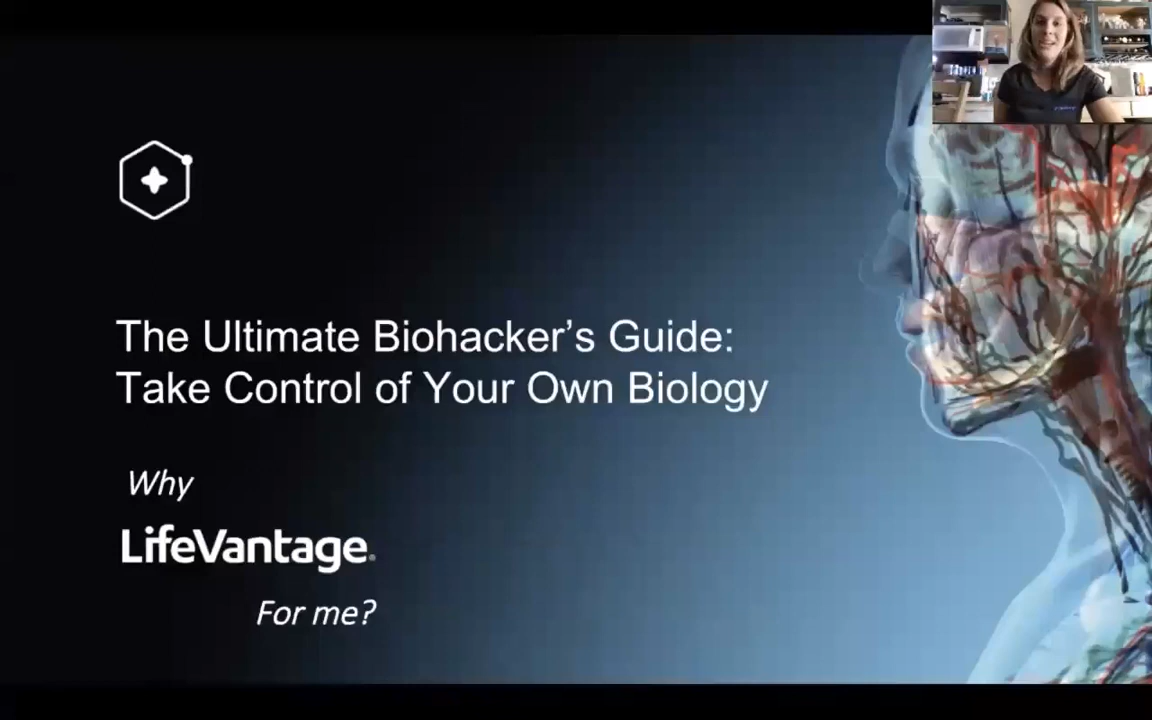 The Ultimate Biohacker’s Guide:
Take Control of Your Own Biology
Why
LifeVantage®
For me?